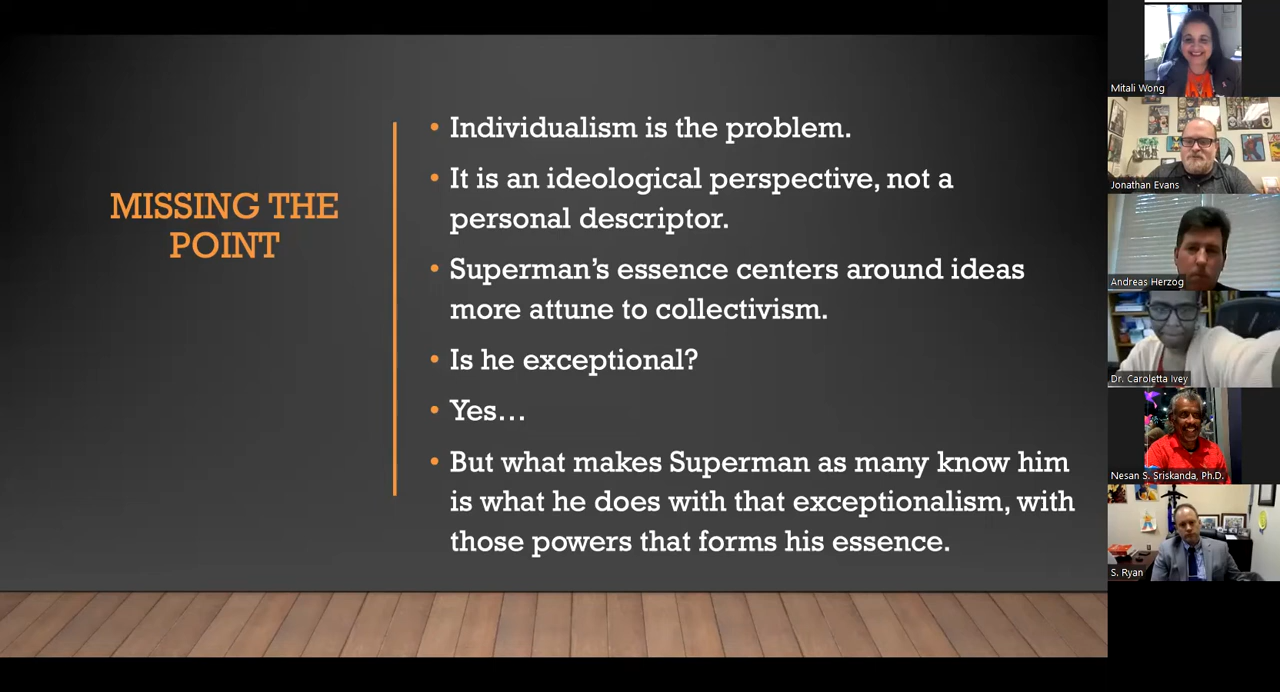 MISSING THE
POINT
• Individualism is the problem.
• It is an ideological perspective, not a
personal descriptor.
• Superman’s essence centers around ideas
more attune to collectivism.
• Is he exceptional?
• Yes…
• But what makes Superman as many know him
is what he does with that exceptionalism, with
those powers that forms his essence.
Mitali Wong
Jonathan Evans
Andreas Herzog
Dr. Caroletta Ivey
Nesan S. Sriskanda, Ph.D.
S. Ryan